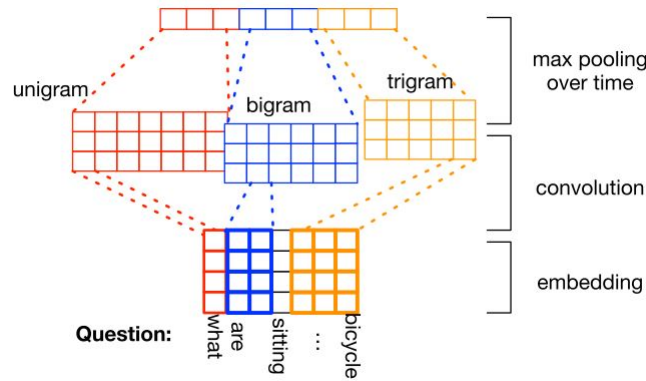 max pooling
over time
unigram
bigram
trigram
convolution
embedding
Question:
what
are
sitting
...
bicycle